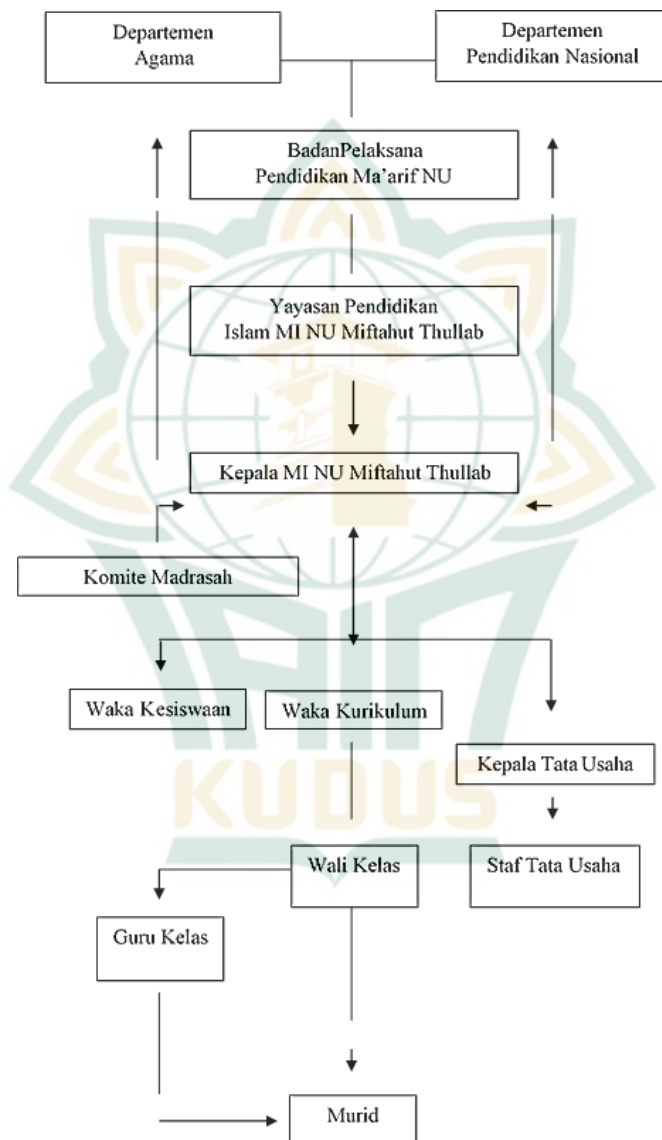 Departemen
Agama
Departemen
Pendidikan Nasional
BadanPelaksana
Pendidikan Ma’arif NU
Yayasan Pendidikan
Islam MI NU Miftahut Thullab
Kepala MI NU Miftahut Thullab
Komite Madrasah
Waka Kesiswaan
Waka Kurikulum
Kepala Tata Usaha
Wali Kelas
Staf Tata Usaha
Guru Kelas
Murid
IAIN
KUDUS